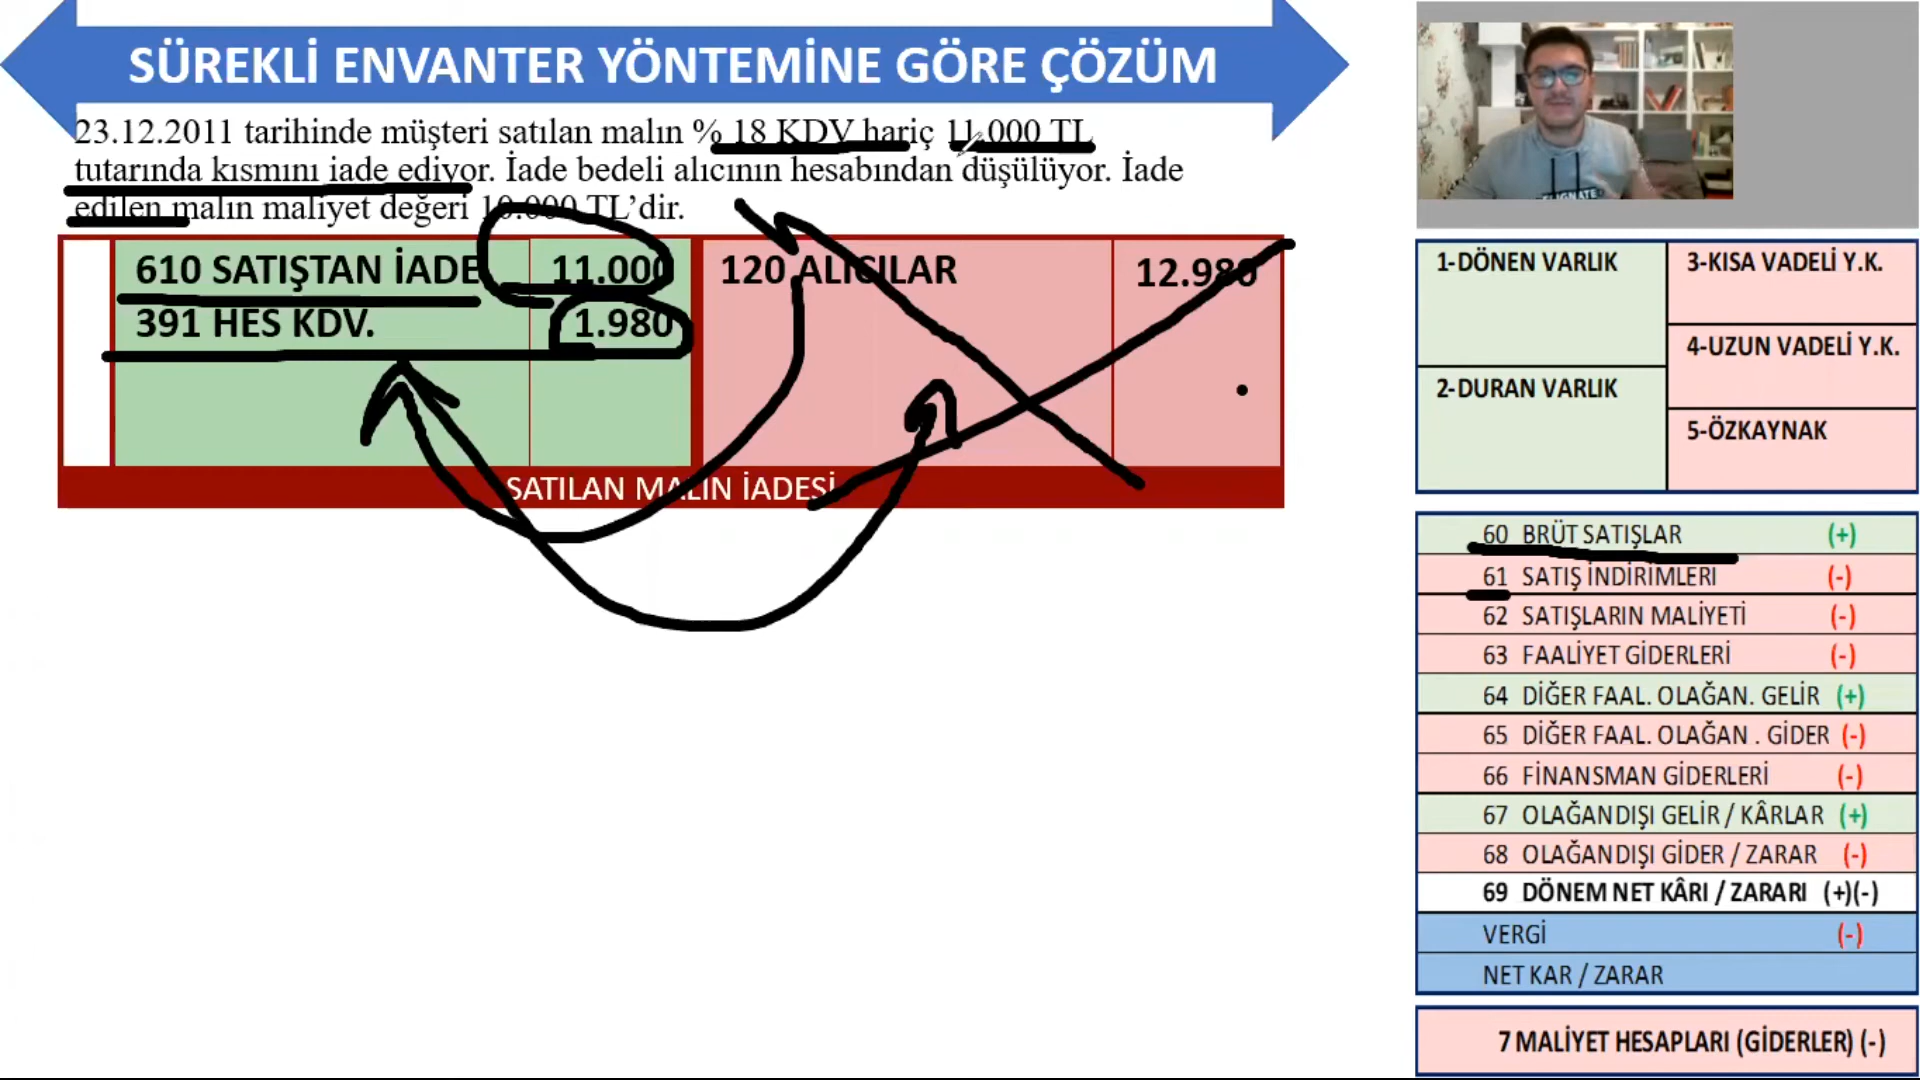 SÜREKLİ ENVANTER YÖNTEMİNE GÖRE ÇÖZÜM
23.12.2011 tarihinde müşteri satılan malın % 18 KDV hariç 11.000 TL
tutarında kısmını iade ediyor. İade bedeli alıcının hesabından düşülüyor. İade
edilen malın maliyet değeri 10.000 TL’dir.
610 SATIŞTAN İADE 11.000 120 ALICILAR 12.980
391 HES KDV. 1.980
SATILAN MALIN İADESİ
1-DÖNEN VARLIK
2-DURAN VARLIK
3-KISA VADELİ Y.K.
4-UZUN VADELİ Y.K.
5-ÖZKAYNAK
60 BRÜT SATIŞLAR (+)
61 SATIŞ İNDİRİMLERİ (-)
62 SATIŞLARIN MALİYETİ (-)
63 FAALİYET GİDERLERİ (-)
64 DİĞER FAAL. OLAĞAN. GELİR (+)
65 DİĞER FAAL. OLAĞAN . GİDER (-)
66 FİNANSMAN GİDERLERİ (-)
67 OLAĞANDIŞI GELİR / KÂRLAR (+)
68 OLAĞANDIŞI GİDER / ZARAR (-)
69 DÖNEM NET KÂRI / ZARARI (+)(-)
VERGİ (-)
NET KAR / ZARAR
7 MALİYET HESAPLARI (GİDERLER) (-)